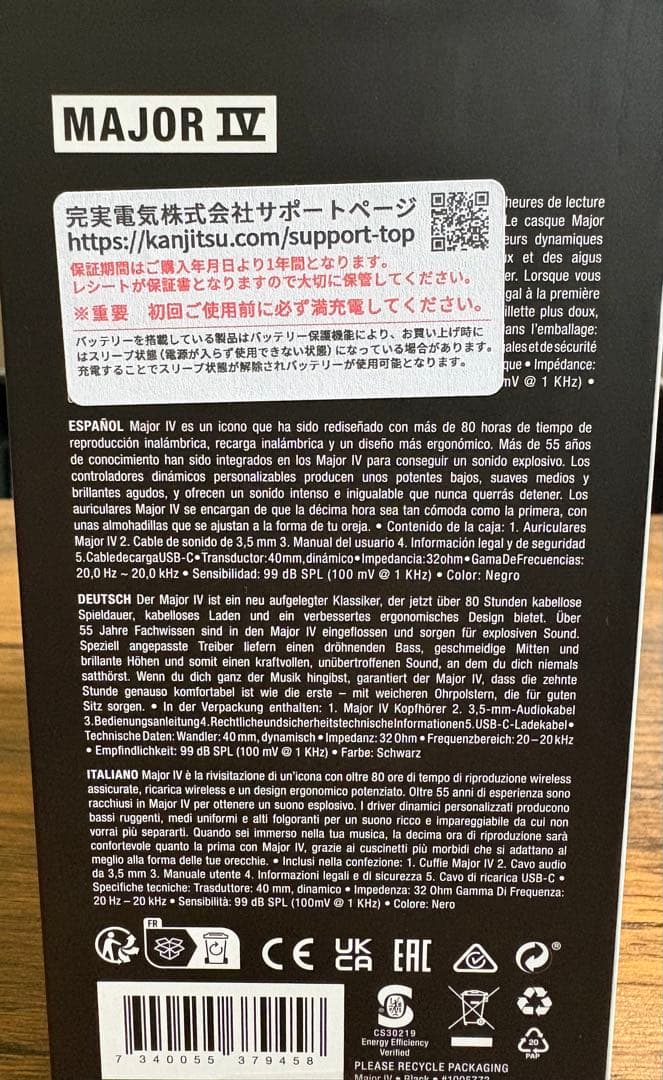 MAJOR IV
完実電気株式会社サポートページ
https://kanjitsu.com/support-top
保証期間はご購入年月日より1年間となります。
レシートが保証書となりますので大切に保管してください。
※重要 初回ご使用前に必ず満充電してください。
バッテリーを搭載している製品はバッテリー保護機能により、お買い上げ時に
はスリープ状態(電源が入らず使用できない状態)になっている場合があります。
充電することでスリープ状態が解除されバッテリーが使用可能となります。
heures de lecture
Le casque Major
eurs dynamiques
x et des aigus
er. Lorsque vous
gal à la première
illette plus doux,
ans l'emballage:
ales et de sécurité
que • Impédance:
mV @ 1 KHz) •
ESPAÑOL Major IV es un icono que ha sido rediseñado con más de 80 horas de tiempo de
reproducción inalámbrica, recarga inalámbrica y un diseño más ergonómico. Más de 55 años
de conocimiento han sido integrados en los Major IV para conseguir un sonido explosivo. Los
controladores dinámicos personalizables producen unos potentes bajos, suaves medios y
brillantes agudos, y ofrecen un sonido intenso e inigualable que nunca querrás detener. Los
auriculares Major IV se encargan de que la décima hora sea tan cómoda como la primera, con
unas almohadillas que se ajustan a la forma de tu oreja. • Contenido de la caja: 1. Auriculares
Major IV 2. Cable de sonido de 3,5 mm 3. Manual del usuario 4. Información legal y de seguridad
5. Cable de carga USB-C • Transductor: 40 mm, dinámico • Impedancia: 32 ohm • Gama De Frecuencias:
20,0 Hz ~ 20,0 kHz • Sensibilidad: 99 dB SPL (100 mV @ 1 KHz) • Color: Negro
DEUTSCH Der Major IV ist ein neu aufgelegter Klassiker, der jetzt über 80 Stunden kabellose
Spieldauer, kabelloses Laden und ein verbessertes ergonomisches Design bietet. Über
55 Jahre Fachwissen sind in den Major IV eingeflossen und sorgen für explosiven Sound.
Speziell angepasste Treiber liefern einen dröhnenden Bass, geschmeidige Mitten und
brillante Höhen und somit einen kraftvollen, unübertroffenen Sound, an dem du dich niemals
satthörst. Wenn du dich ganz der Musik hingibst, garantiert der Major IV, dass die zehnte
Stunde genauso komfortabel ist wie die erste – mit weicheren Ohrpolstern, die für guten
Sitz sorgen. • In der Verpackung enthalten: 1. Major IV Kopfhörer 2. 3,5-mm-Audiokabel
3. Bedienungsanleitung 4. Rechtliche und sicherheitstechnische Informationen 5. USB-C-Ladekabel •
Technische Daten: Wandler: 40 mm, dynamisch • Impedanz: 32 Ohm • Frequenzbereich: 20–20 kHz
• Empfindlichkeit: 99 dB SPL (100 mV @ 1 KHz) • Farbe: Schwarz
ITALIANO Major IV è la rivisitazione di un'icona con oltre 80 ore di tempo di riproduzione wireless
assicurate, ricarica wireless e un design ergonomico potenziato. Oltre 55 anni di esperienza sono
racchiusi in Major IV per ottenere un suono esplosivo. I driver dinamici personalizzati producono
bassi ruggenti, medi uniformi e alti folgoranti per un suono ricco e impareggiabile da cui non
vorrai più separarti. Quando sei immerso nella tua musica, la decima ora di riproduzione sarà
confortevole quanto la prima con Major IV, grazie ai cuscinetti più morbidi che si adattano al
meglio alla forma delle tue orecchie. • Inclusi nella confezione: 1. Cuffie Major IV 2. Cavo audio
da 3,5 mm 3. Manuale utente 4. Informazioni legali e di sicurezza 5. Cavo di ricarica USB-C •
Specifiche tecniche: Trasduttore: 40 mm, dinamico • Impedenza: 32 Ohm Gamma Di Frequenza:
20 Hz – 20 kHz • Sensibilità: 99 dB SPL (100mV @ 1 KHz) • Colore: Nero
FR
CE UKCA EAC
7 340055 379458
CS30219
Energy Efficiency
Verified
20
PAP
PLEASE RECYCLE PACKAGING
Major IV • Black • 1005773